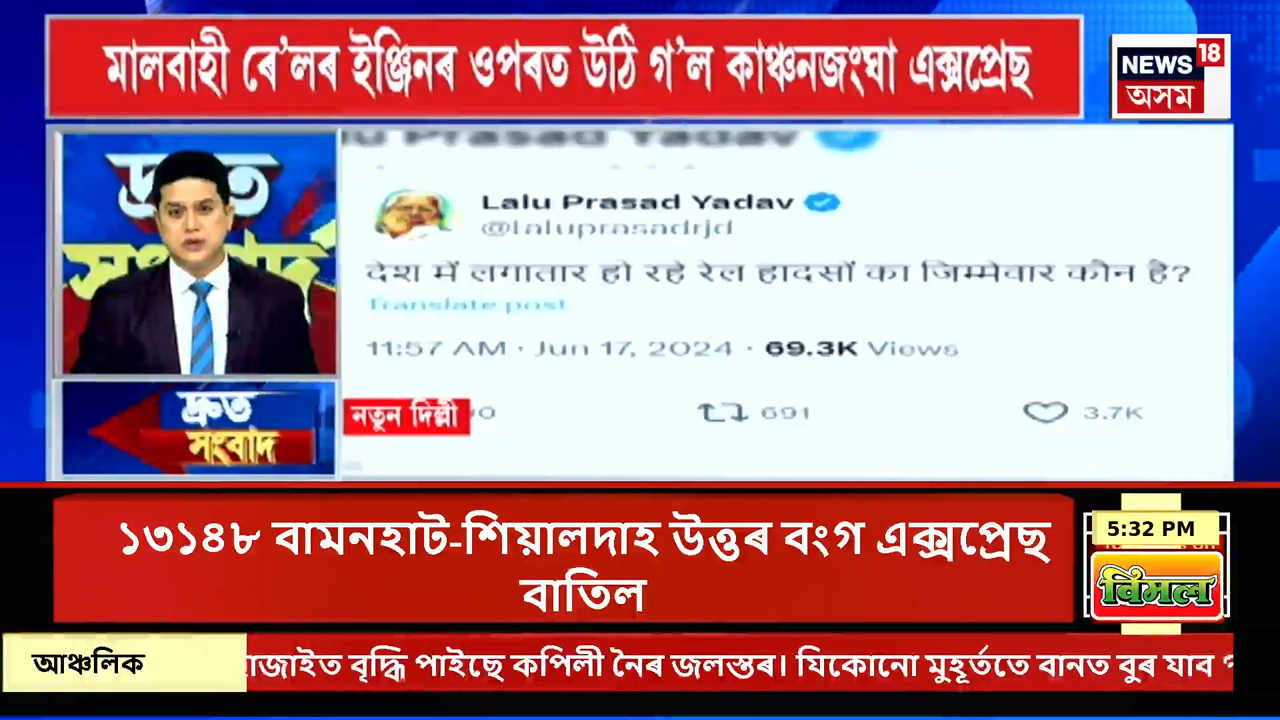 মালবাহী ৰে'লৰ ইঞ্জিনৰ ওপৰত উঠি গ'ল কাঞ্চনজংঘা এক্সপ্ৰেছ
NEWS 18
অসম
দ্ৰুত
সংবাদ
Prasad Yadav
Lalu Prasad Yadav
@laluprasadrjd
देश में लगातार हो रहे रेल हादसों का जिम्मेवार कौन है?
Translate post
11:57 AM · Jun 17, 2024 · 69.3K Views
নতুন দিল্লী
691
3.7K
দ্ৰুত
সংবাদ
১৩১৪৮ বামনহাট-শিয়ালদাহ উত্তৰ বংগ এক্সপ্ৰেছ
বাতিল
5:32 PM
বিমল
আঞ্চলিক
বৃদ্ধি পাইছে কপিলী নৈৰ জলস্তৰ। যিকোনো মুহূৰ্ততে বানত বুৰ যাব